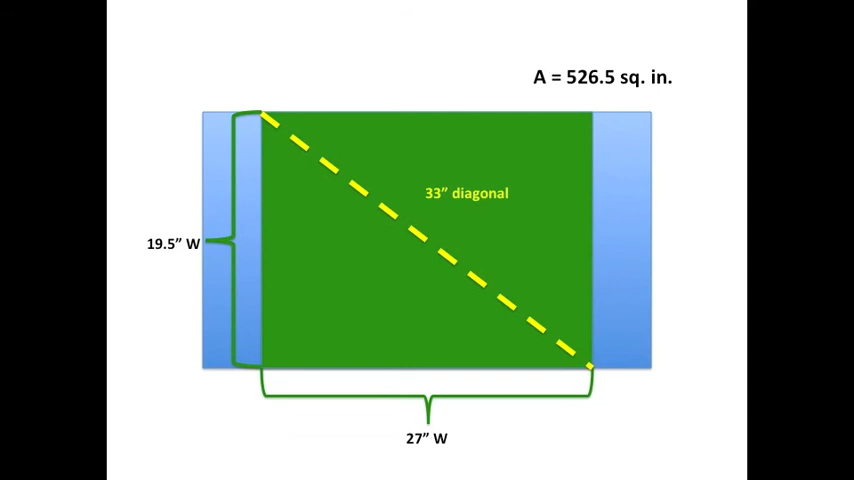 A = 526.5 sq. in.
33” diagonal
19.5” W
27” W